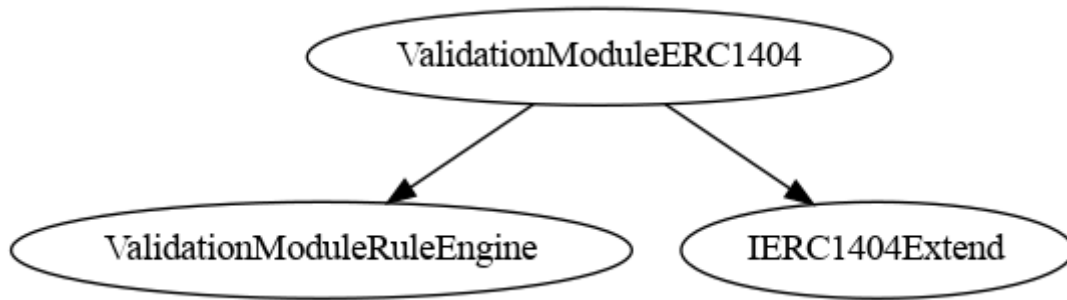 ValidationModuleERC1404
ValidationModuleRuleEngine
IERC1404Extend